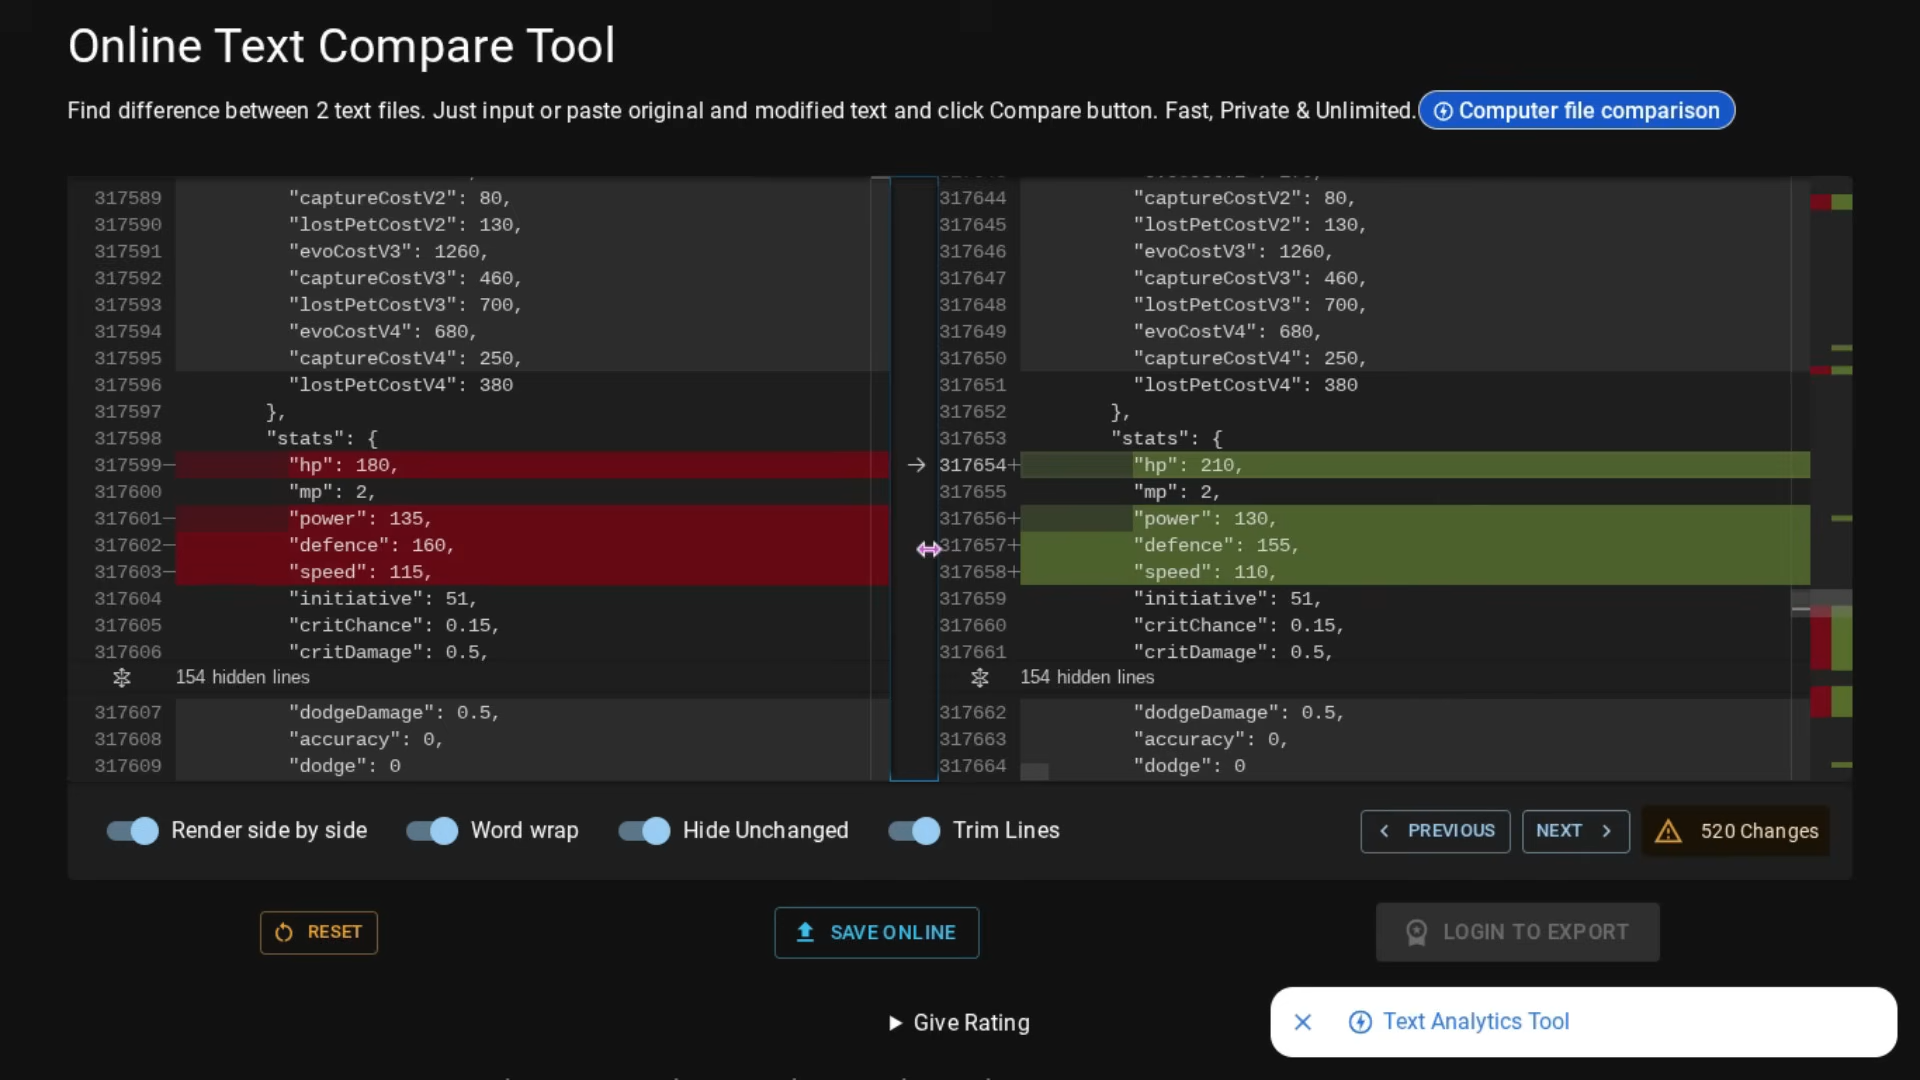 Online Text Compare Tool
Find difference between 2 text files. Just input or paste original and modified text and click Compare button. Fast, Private & Unlimited. Computer file comparison
317589 "captureCostV2": 80,
317590 "lostPetCostV2": 130,
317591 "evoCostV3": 1260,
317592 "captureCostV3": 460,
317593 "lostPetCostV3": 700,
317594 "evoCostV4": 680,
317595 "captureCostV4": 250,
317596 "lostPetCostV4": 380
317597 },
317598 "stats": {
317599— "hp": 180,
317600 "mp": 2,
317601— "power": 135,
317602— "defence": 160,
317603— "speed": 115,
317604 "initiative": 51,
317605 "critChance": 0.15,
317606 "critDamage": 0.5,
154 hidden lines
317607 "dodgeDamage": 0.5,
317608 "accuracy": 0,
317609 "dodge": 0
317644 "captureCostV2": 80,
317645 "lostPetCostV2": 130,
317646 "evoCostV3": 1260,
317647 "captureCostV3": 460,
317648 "lostPetCostV3": 700,
317649 "evoCostV4": 680,
317650 "captureCostV4": 250,
317651 "lostPetCostV4": 380
317652 },
317653 "stats": {
317654+ "hp": 210,
317655 "mp": 2,
317656+ "power": 130,
317657+ "defence": 155,
317658+ "speed": 110,
317659 "initiative": 51,
317660 "critChance": 0.15,
317661 "critDamage": 0.5,
154 hidden lines
317662 "dodgeDamage": 0.5,
317663 "accuracy": 0,
317664 "dodge": 0
Render side by side Word wrap Hide Unchanged Trim Lines PREVIOUS NEXT 520 Changes
RESET SAVE ONLINE LOGIN TO EXPORT
Give Rating
Text Analytics Tool